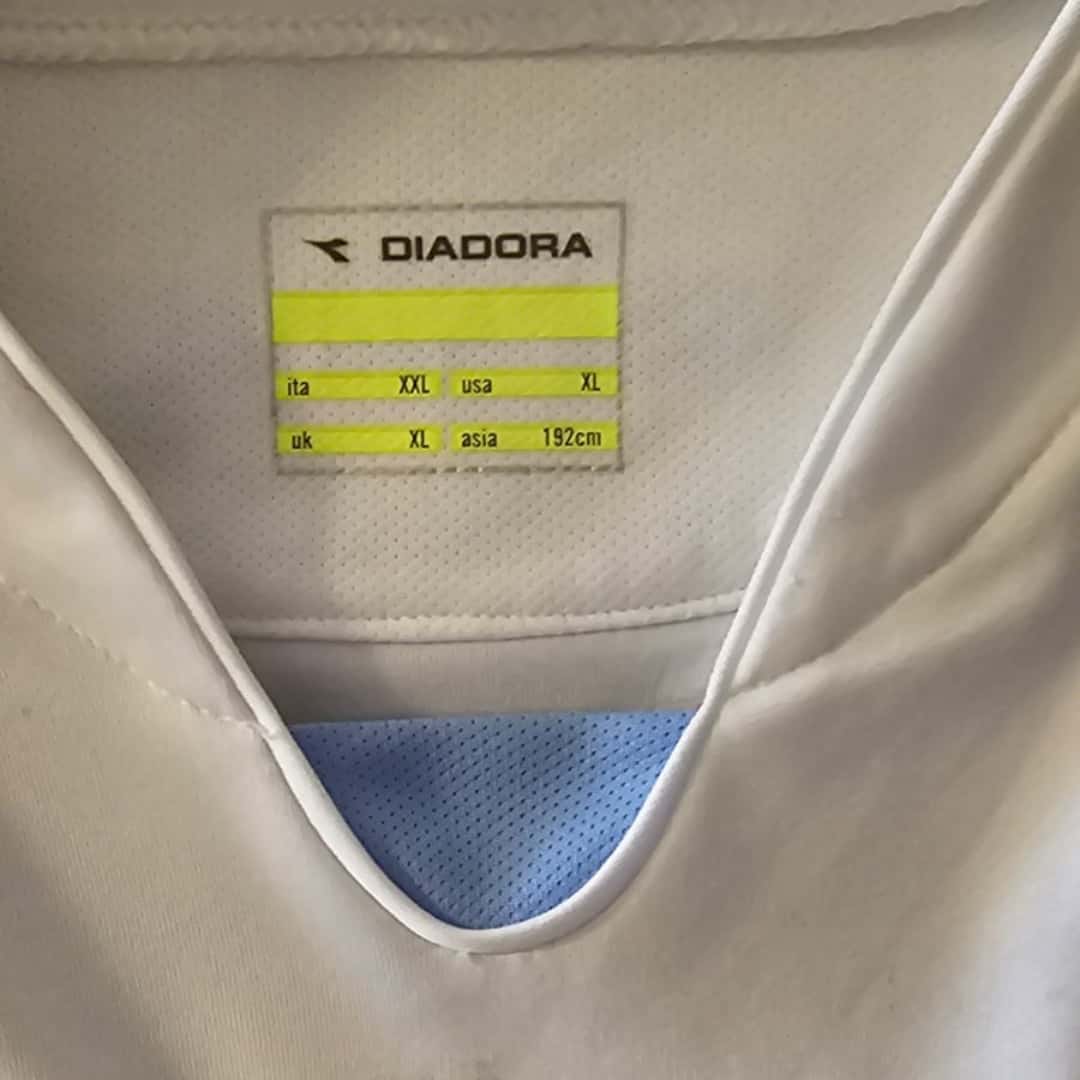 DIADORA
ita XXL usa XL
uk XL asia 192cm